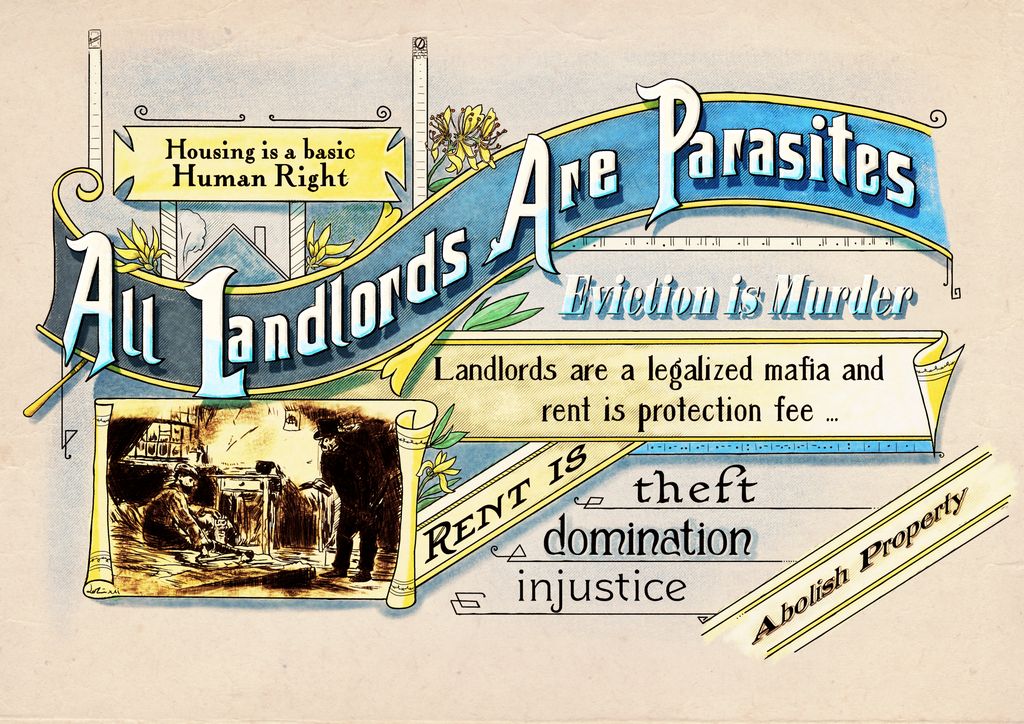 Housing is a basic
Human Right
All Landlords Are Parasites
Eviction is Murder
Landlords are a legalized mafia and
rent is protection fee ...
RENT IS
theft
domination
injustice
Abolish Property